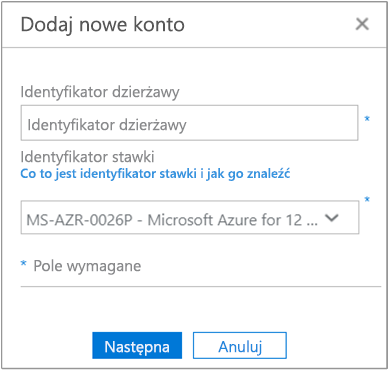 Dodaj nowe konto
Identyfikator dzierżawy
Identyfikator dzierżawy *
Identyfikator stawki
Co to jest identyfikator stawki i jak go znaleźć
MS-AZR-0026P - Microsoft Azure for 12 ... *
* Pole wymagane
Następna Anuluj